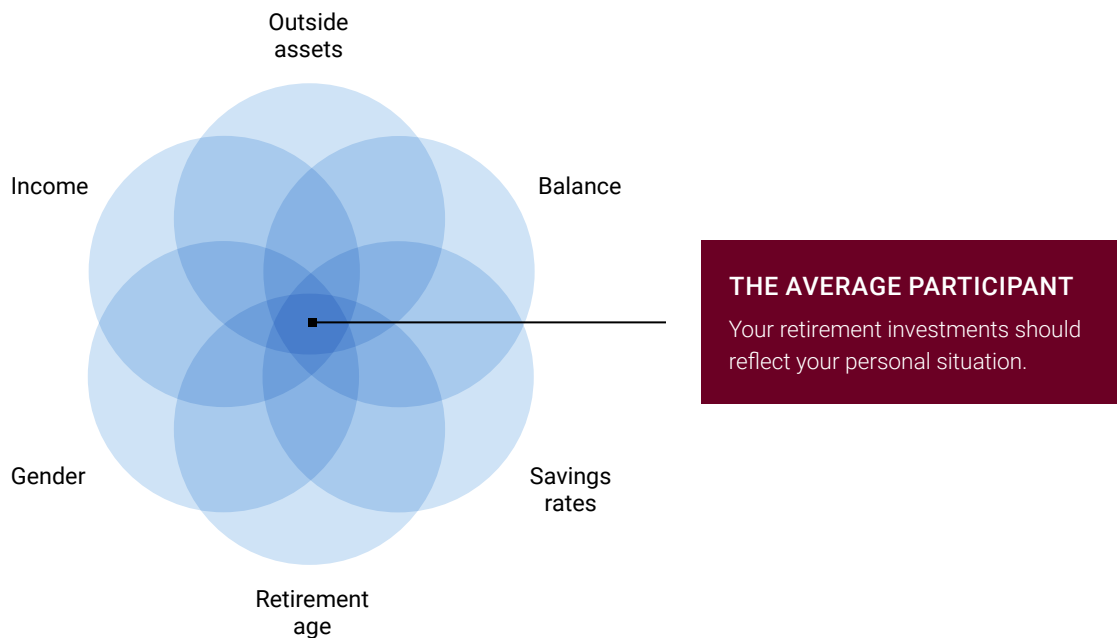 Outside
assets
Income
Balance
THE AVERAGE PARTICIPANT
Your retirement investments should
reflect your personal situation.
Gender
Savings
rates
Retirement
age